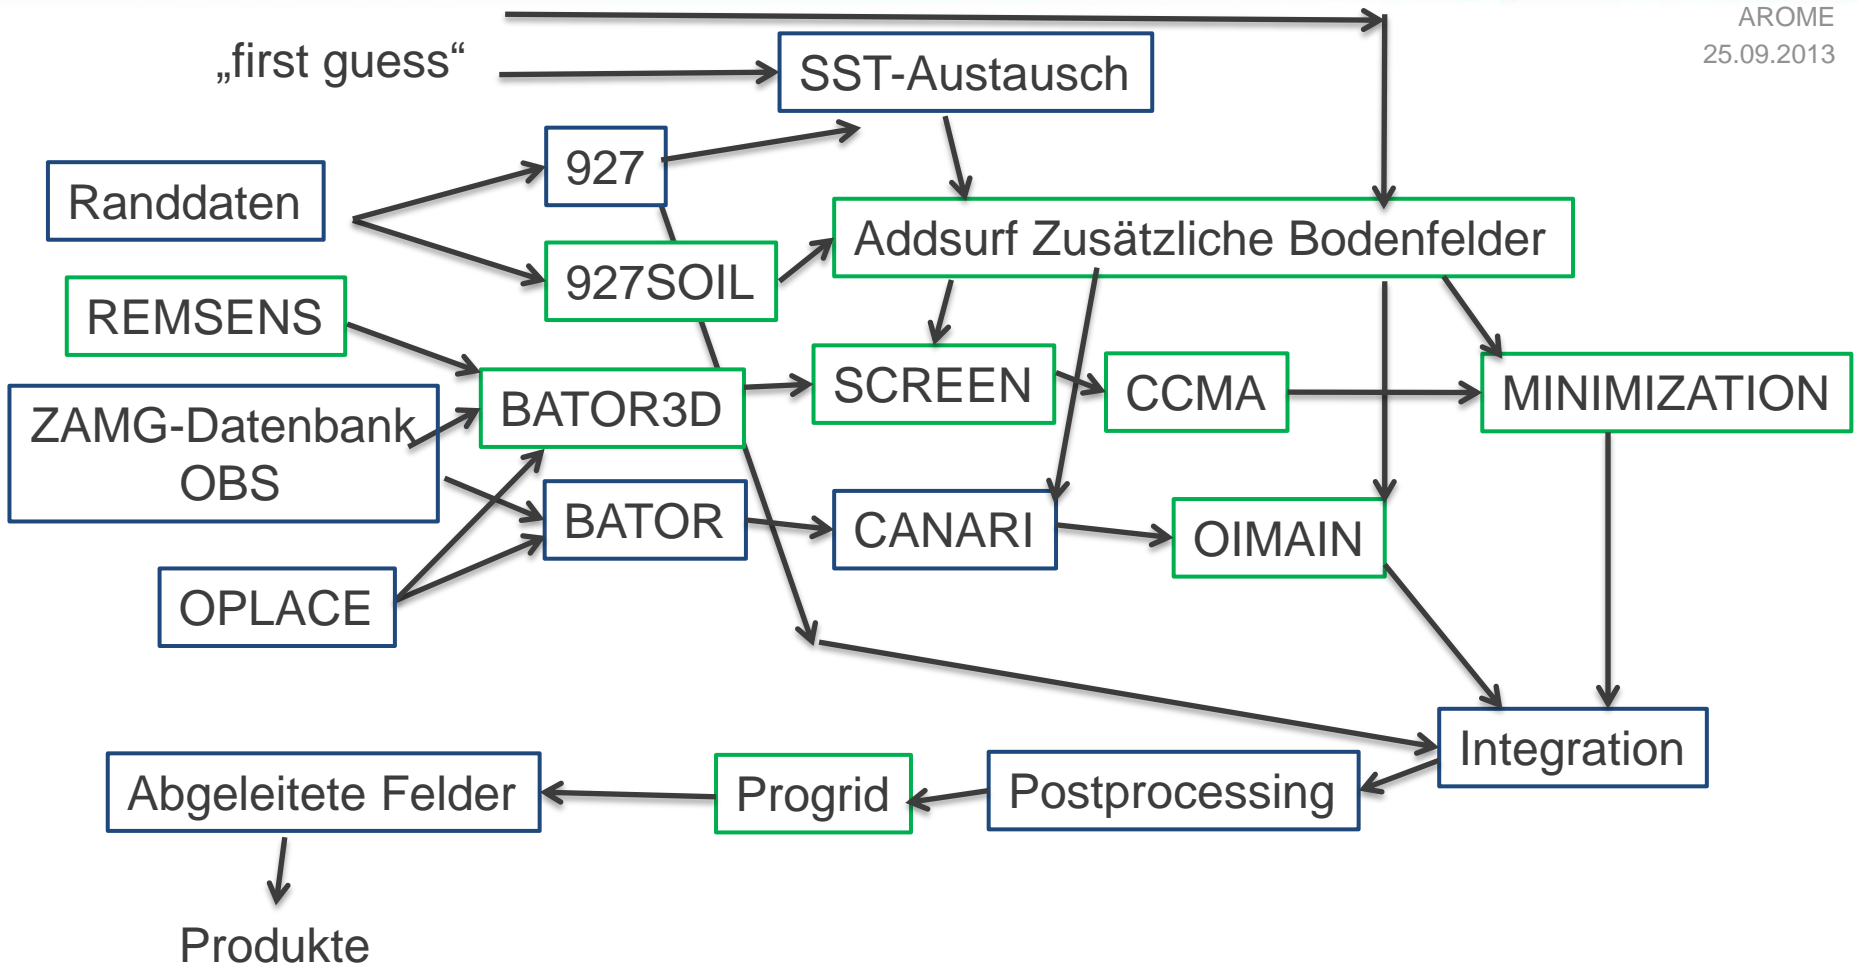 AROME
25.09.2013
„first guess“
SST-Austausch
927
Randdaten
Addsurf Zusätzliche Bodenfelder
927SOIL
REMSENS
BATOR3D
SCREEN
CCMA
MINIMIZATION
ZAMG-Datenbank
OBS
BATOR
CANARI
OIMAIN
OPLACE
Integration
Postprocessing
Progrid
Abgeleitete Felder
Produkte